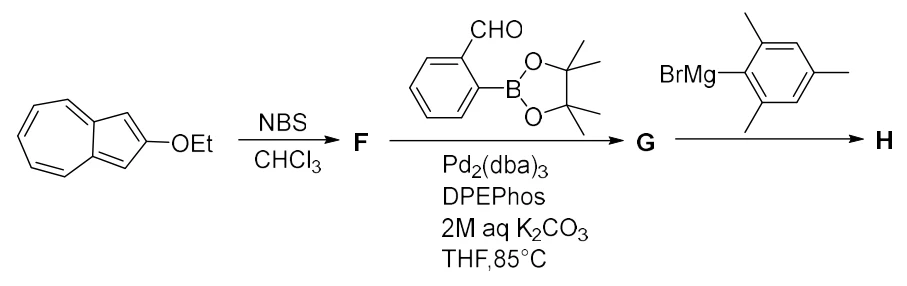 OEt
NBS
CHCl3
F
CHO
B
O
O
Pd2(dba)3
DPEPhos
2M aq K2CO3
THF,85°C
G
BrMg
H